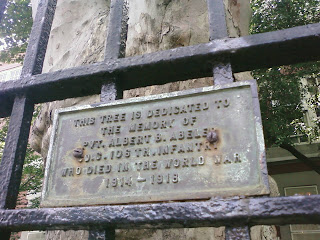 THIS TREE IS DEDICATED TO
THE MEMORY OF
PVT. ALBERT B. ABELE
CO. D. 108TH. INFANTRY
WHO DIED IN THE WORLD WAR
1914 – 1918